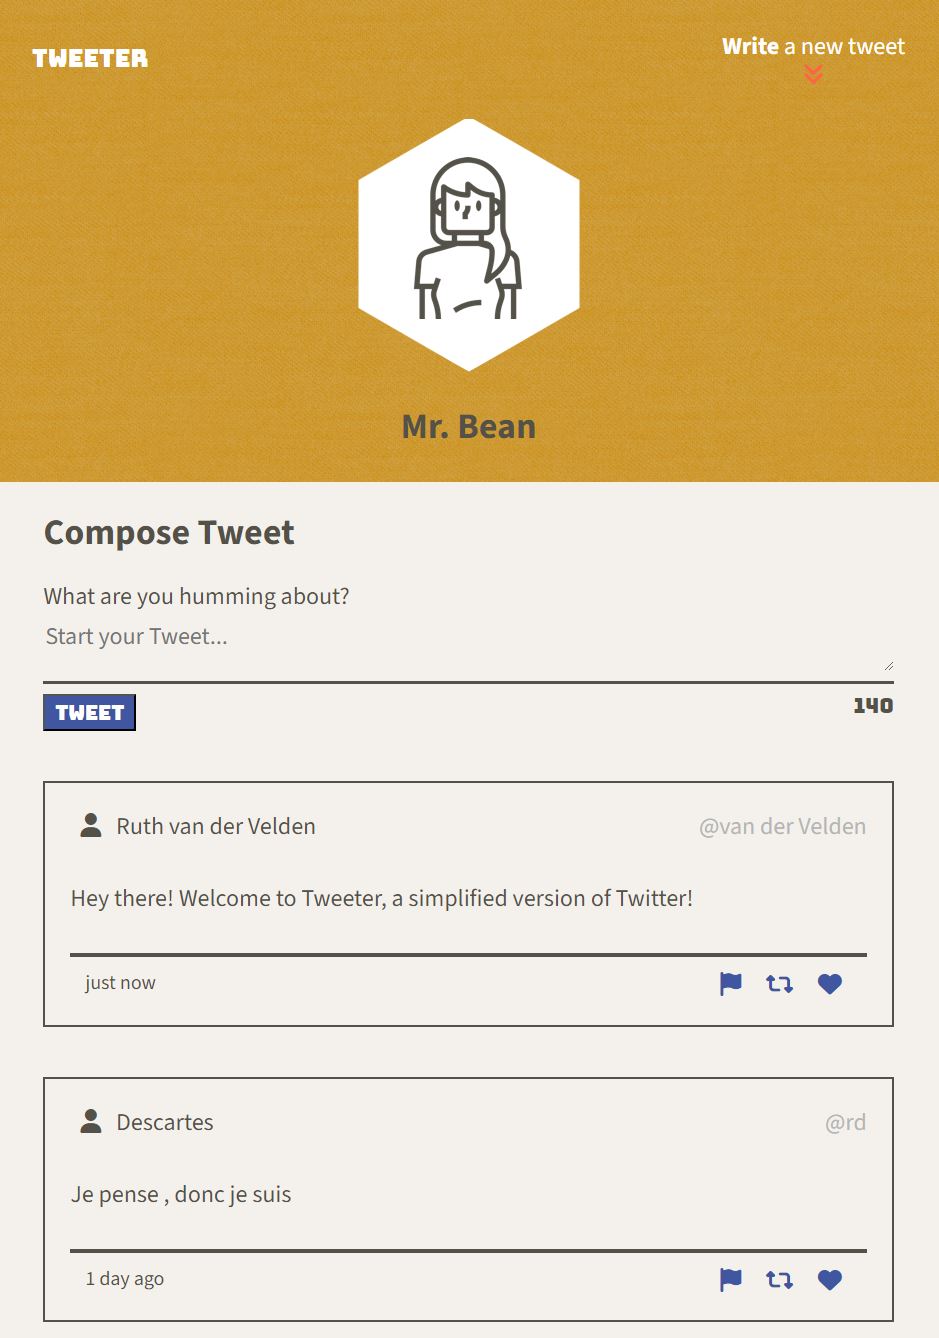 TWEETER
Write a new tweet
Mr. Bean
Compose Tweet
What are you humming about?
Start your Tweet...
TWEET
140
Ruth van der Velden
@van der Velden
Hey there! Welcome to Tweeter, a simplified version of Twitter!
just now
Descartes
@rd
Je pense , donc je suis
1 day ago